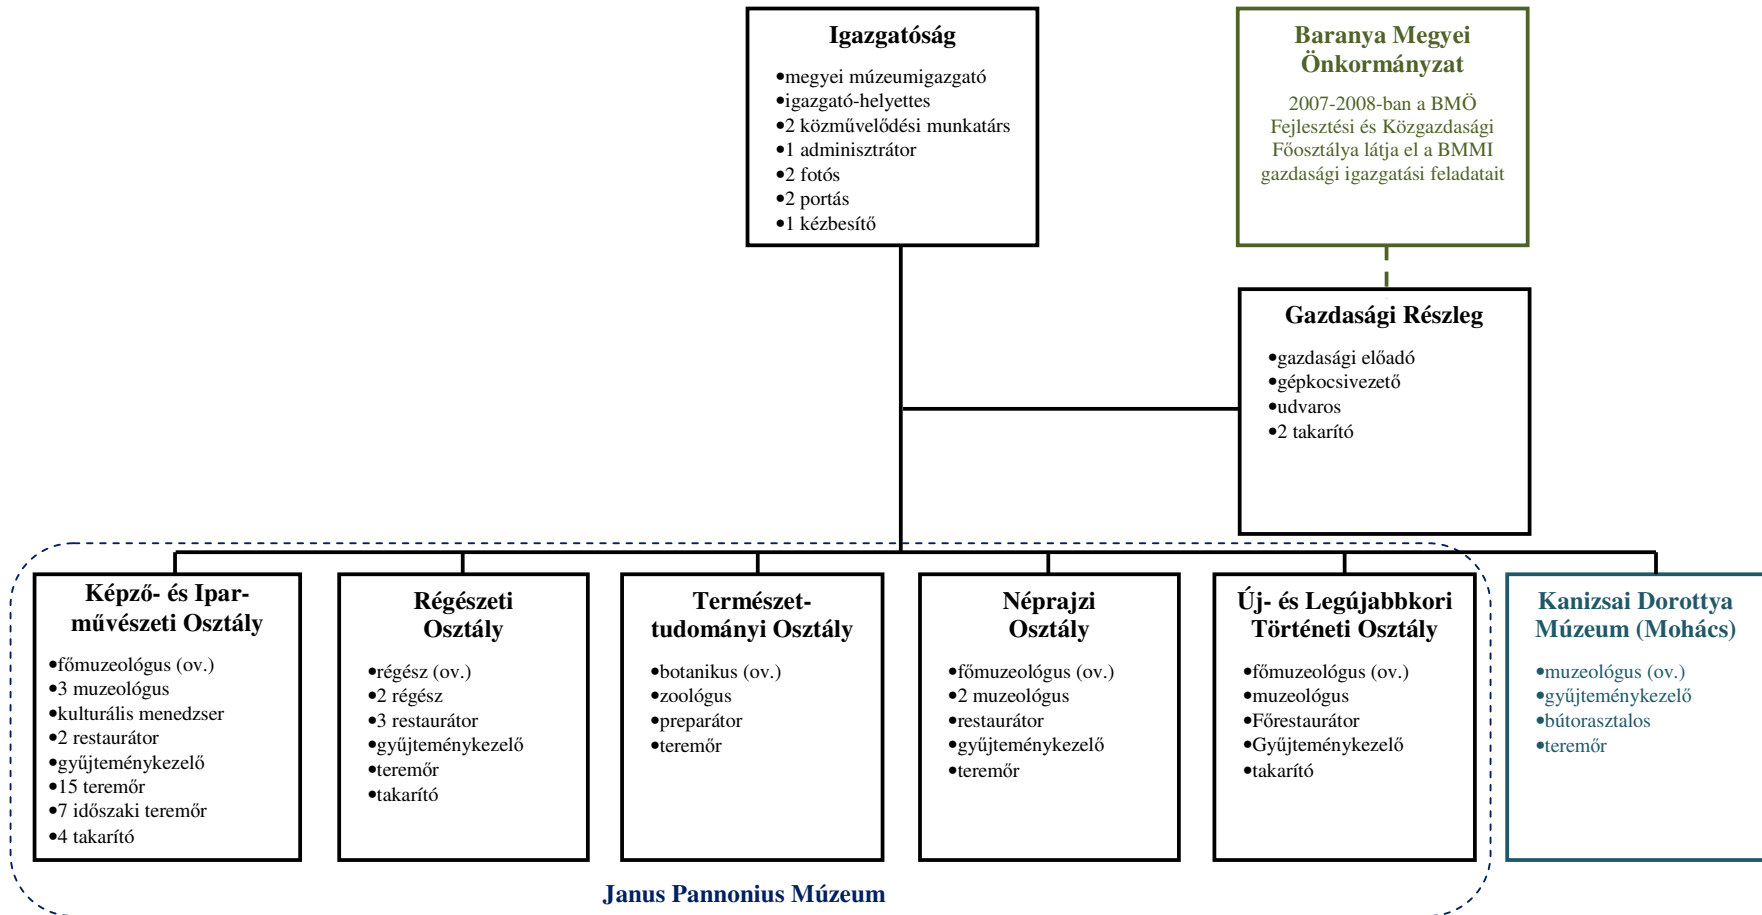 Igazgatóság
•megyei múzeumigazgató
•igazgató-helyettes
•2 közművelődési munkatárs
•1 adminisztrátor
•2 fotós
•2 portás
•1 kézbesítő
Baranya Megyei
Önkormányzat
2007-2008-ban a BMÖ
Fejlesztési és Közgazdasági
Főosztálya látja el a BMMI
gazdasági igazgatási feladatait
Gazdasági Részleg
•gazdasági előadó
•gépkocsivezető
•udvaros
•2 takarító
Képző- és Ipar-
művészeti Osztály
•főmuzeológus (ov.)
•3 muzeológus
•kulturális menedzser
•2 restaurátor
•gyűjteménykezelő
•15 teremőr
•7 időszaki teremőr
•4 takarító
Régészeti
Osztály
•régész (ov.)
•2 régész
•3 restaurátor
•gyűjteménykezelő
•teremőr
•takarító
Természet-
tudományi Osztály
•botanikus (ov.)
•zoológus
•preparátor
•teremőr
Néprajzi
Osztály
•főmuzeológus (ov.)
•2 muzeológus
•restaurátor
•gyűjteménykezelő
•teremőr
Új- és Legújabbkori
Történeti Osztály
•főmuzeológus (ov.)
•muzeológus
•Főrestaurátor
•Gyűjteménykezelő
•takarító
Kanizsai Dorottya
Múzeum (Mohács)
•muzeológus (ov.)
•gyűjteménykezelő
•bútorasztalos
•teremőr
Janus Pannonius Múzeum